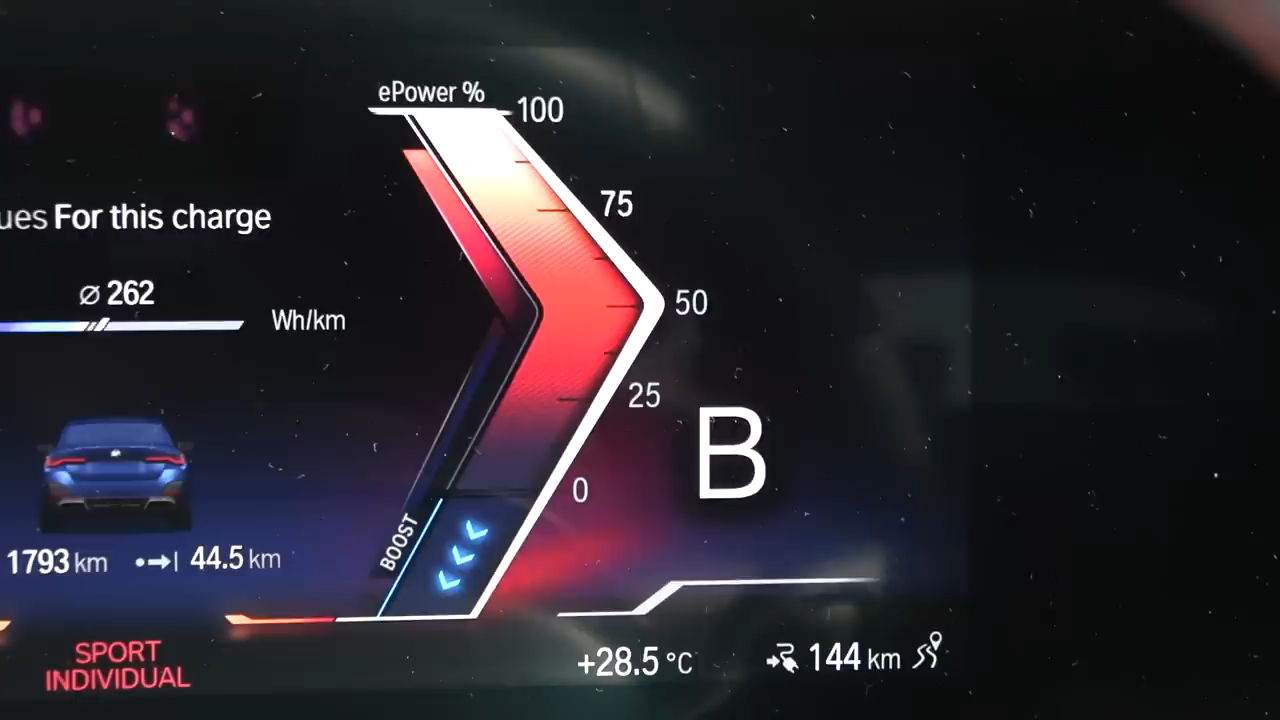 ePower %
100
ues For this charge
75
ø 262
Wh/km
50
25
B
0
BOOST
1793 km
44.5 km
SPORT
INDIVIDUAL
+28.5 °C
144 km